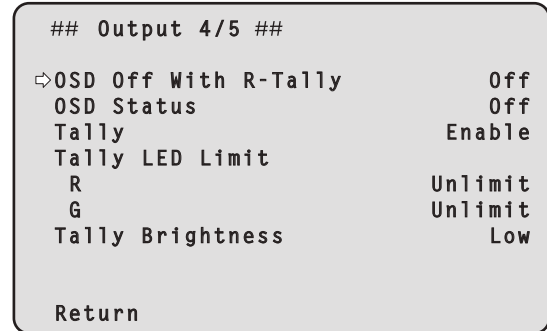 ## Output 4/5 ##
⇨OSD Off With R-Tally Off
OSD Status Off
Tally Enable
Tally LED Limit
R Unlimit
G Unlimit
Tally Brightness Low
Return